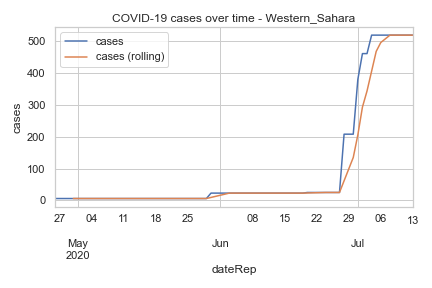 COVID-19 cases over time - Western_Sahara
cases
cases (rolling)
500
400
300
200
100
0
cases
27 04 11 18 25 08 15 22 29 06 13
May Jun Jul
2020
dateRep